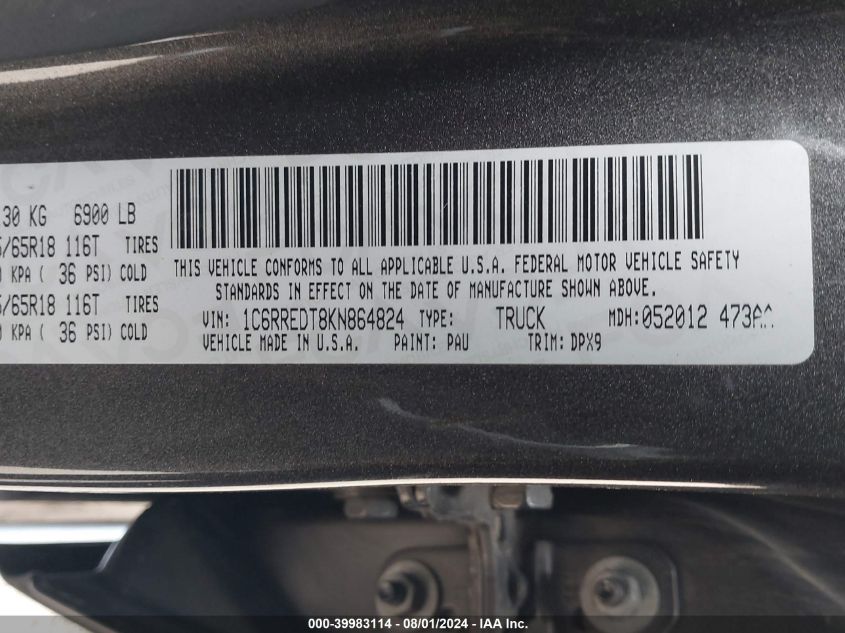 30 KG 6900 LB
/65R18 116T TIRES
KPA ( 36 PSI) COLD
/65R18 116T TIRES
KPA ( 36 PSI) COLD
THIS VEHICLE CONFORMS TO ALL APPLICABLE U.S.A. FEDERAL MOTOR VEHICLE SAFETY
STANDARDS IN EFFECT ON THE DATE OF MANUFACTURE SHOWN ABOVE.
VIN: 1C6RREDT8KN864824 TYPE: TRUCK MDH: 052012 473AA
VEHICLE MADE IN U.S.A. PAINT: PAU TRIM: DPX9
000-39983114 - 08/01/2024 - IAA Inc.